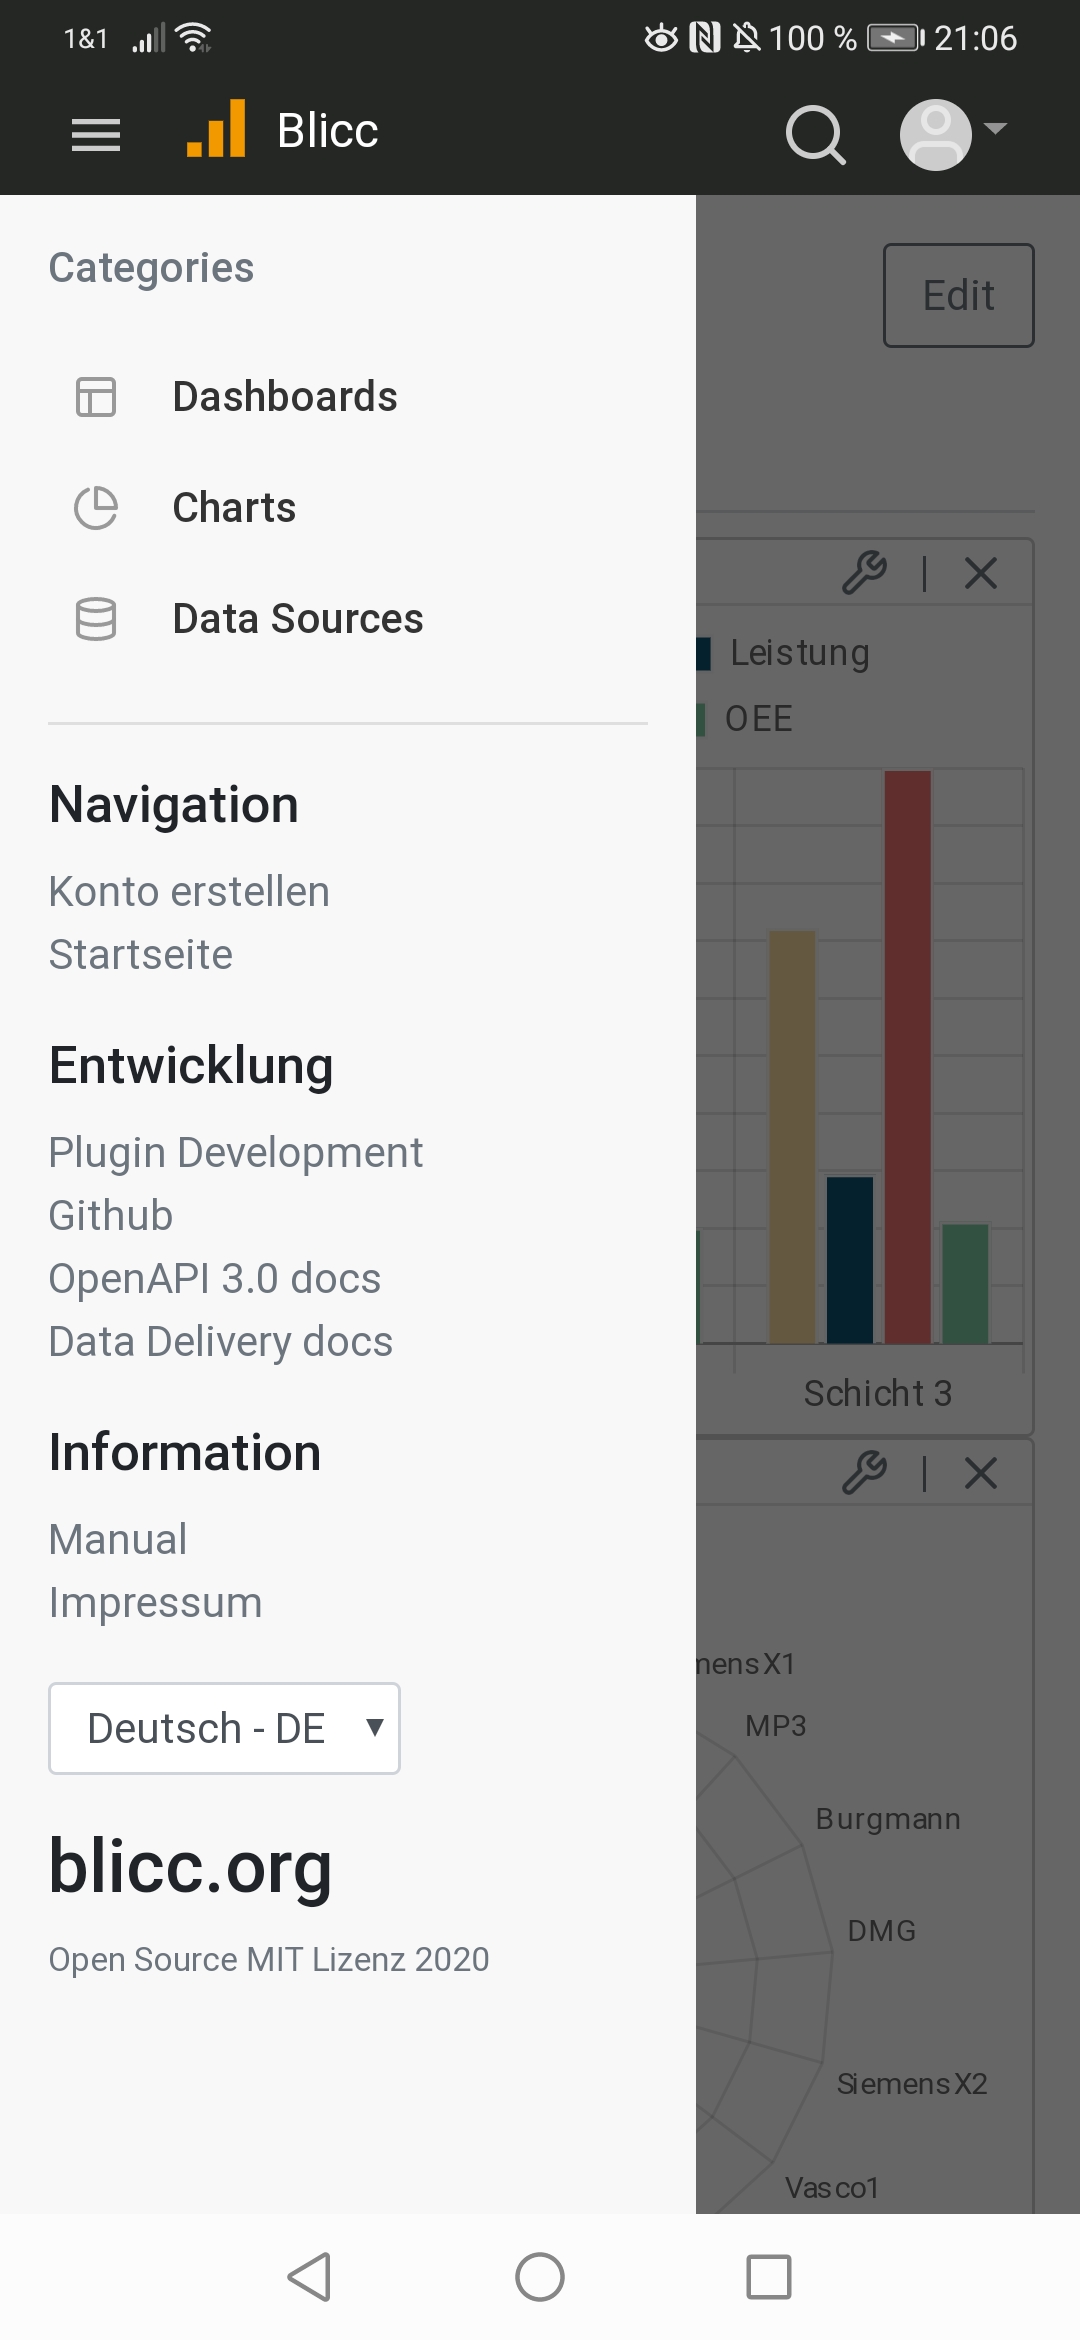 1&1 100 % 21:06
Blicc
Categories
Edit
Dashboards
Charts
Data Sources
Leistung
OEE
Navigation
Konto erstellen
Startseite
Entwicklung
Plugin Development
Github
OpenAPI 3.0 docs
Data Delivery docs
Schicht 3
Information
Manual
Impressum
mensX1
MP3
Deutsch - DE
Burgmann
blicc.org
DMG
Open Source MIT Lizenz 2020
SiemensX2
Vasco1